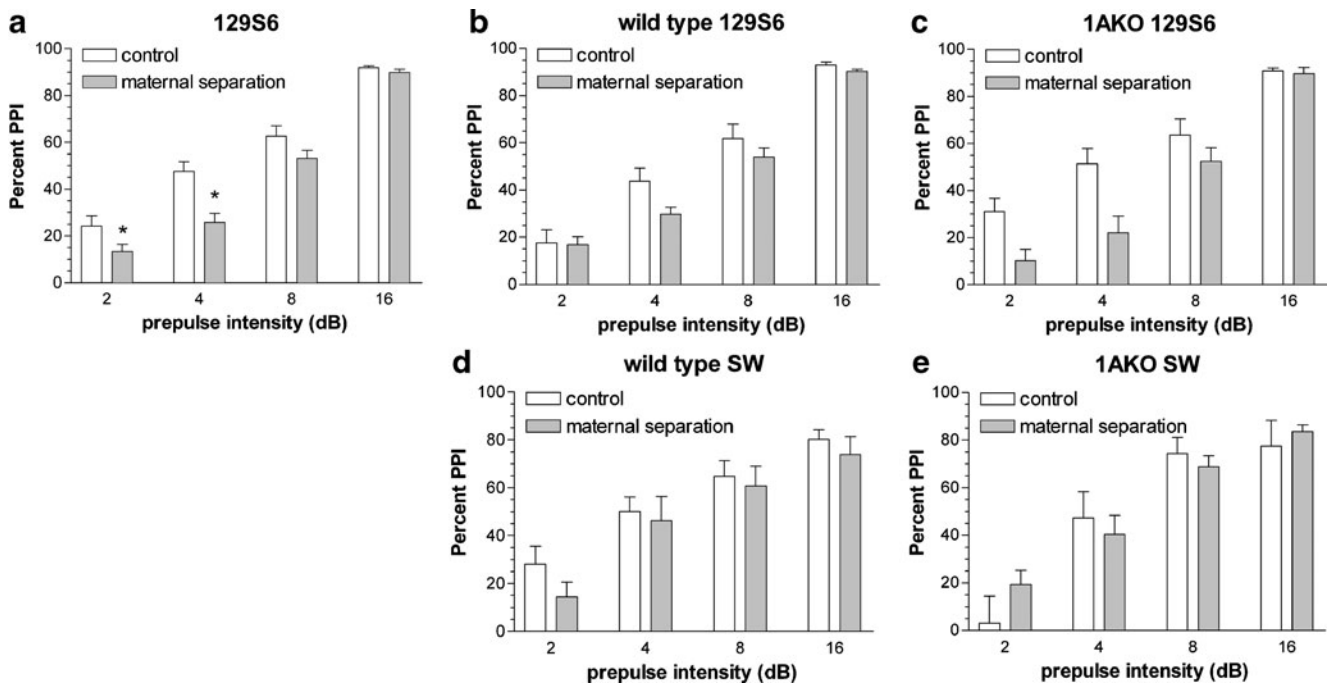 a
129S6
control
maternal separation
Percent PPI
100
80
60
40
20
0
*
*
2 4 8 16
prepulse intensity (dB)
b
wild type 129S6
control
maternal separation
Percent PPI
100
80
60
40
20
0
2 4 8 16
prepulse intensity (dB)
c
1AKO 129S6
control
maternal separation
Percent PPI
100
80
60
40
20
0
2 4 8 16
prepulse intensity (dB)
d
wild type SW
control
maternal separation
Percent PPI
100
80
60
40
20
0
2 4 8 16
prepulse intensity (dB)
e
1AKO SW
control
maternal separation
Percent PPI
100
80
60
40
20
0
2 4 8 16
prepulse intensity (dB)